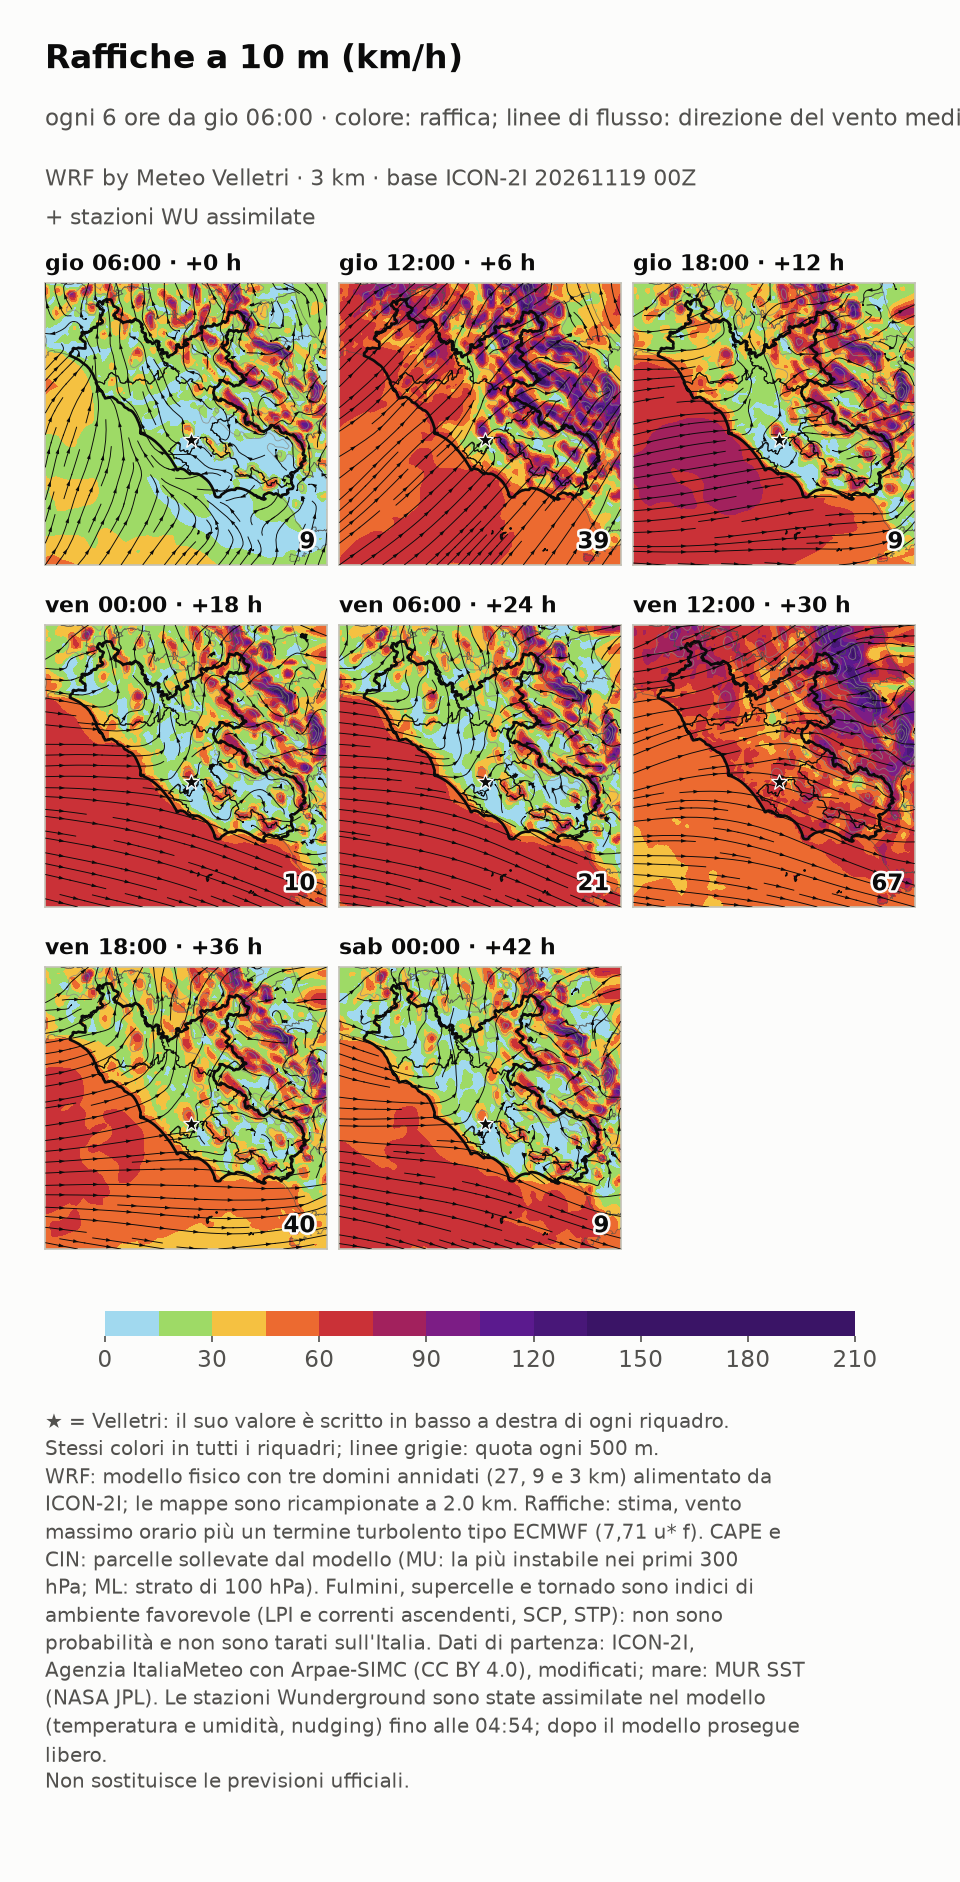 Raffiche a 10 m (km/h)
ogni 6 ore da gio 06:00 · colore: raffica; linee di flusso: direzione del vento medi
WRF by Meteo Velletri · 3 km · base ICON-2I 20261119 00Z
+ stazioni WU assimilate
gio 06:00 · +0 h
gio 12:00 · +6 h
gio 18:00 · +12 h
9
39
9
ven 00:00 · +18 h
ven 06:00 · +24 h
ven 12:00 · +30 h
10
21
67
ven 18:00 · +36 h
sab 00:00 · +42 h
40
9
0 30 60 90 120 150 180 210
★ = Velletri: il suo valore è scritto in basso a destra di ogni riquadro.
Stessi colori in tutti i riquadri; linee grigie: quota ogni 500 m.
WRF: modello fisico con tre domini annidati (27, 9 e 3 km) alimentato da
ICON-2I; le mappe sono ricampionate a 2.0 km. Raffiche: stima, vento
massimo orario più un termine turbolento tipo ECMWF (7,71 u* f). CAPE e
CIN: parcelle sollevate dal modello (MU: la più instabile nei primi 300
hPa; ML: strato di 100 hPa). Fulmini, supercelle e tornado sono indici di
ambiente favorevole (LPI e correnti ascendenti, SCP, STP): non sono
probabilità e non sono tarati sull'Italia. Dati di partenza: ICON-2I,
Agenzia ItaliaMeteo con Arpae-SIMC (CC BY 4.0), modificati; mare: MUR SST
(NASA JPL). Le stazioni Wunderground sono state assimilate nel modello
(temperatura e umidità, nudging) fino alle 04:54; dopo il modello prosegue
libero.
Non sostituisce le previsioni ufficiali.